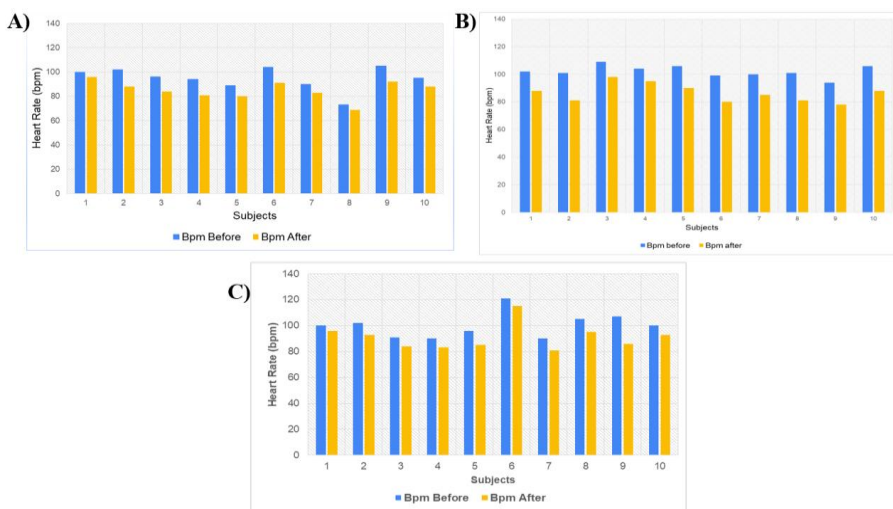 A)
140
120
100
80
60
40
20
0
Heart Rate (bpm)
1 2 3 4 5 6 7 8 9 10
Subjects
Bpm Before Bpm After
B)
140
120
100
80
60
40
20
0
Heart Rate (bpm)
1 2 3 4 5 6 7 8 9 10
Subjects
Bpm before Bpm after
C)
140
120
100
80
60
40
20
0
Heart Rate (bpm)
1 2 3 4 5 6 7 8 9 10
Subjects
Bpm Before Bpm After